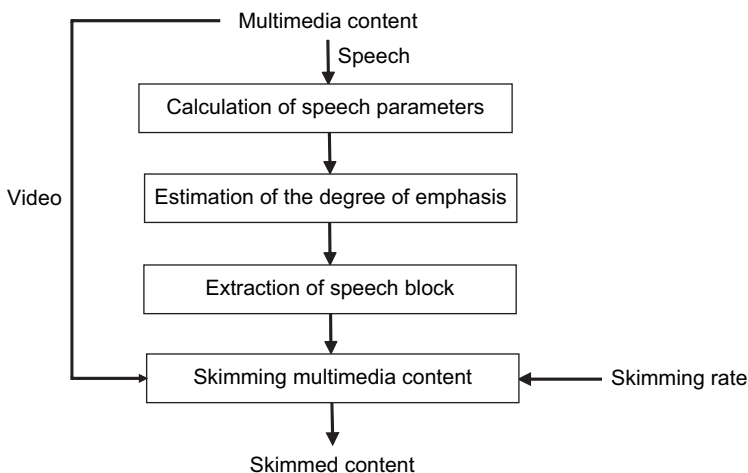 Multimedia content
Speech
Calculation of speech parameters
Video
Estimation of the degree of emphasis
Extraction of speech block
Skimming multimedia content
Skimming rate
Skimmed content